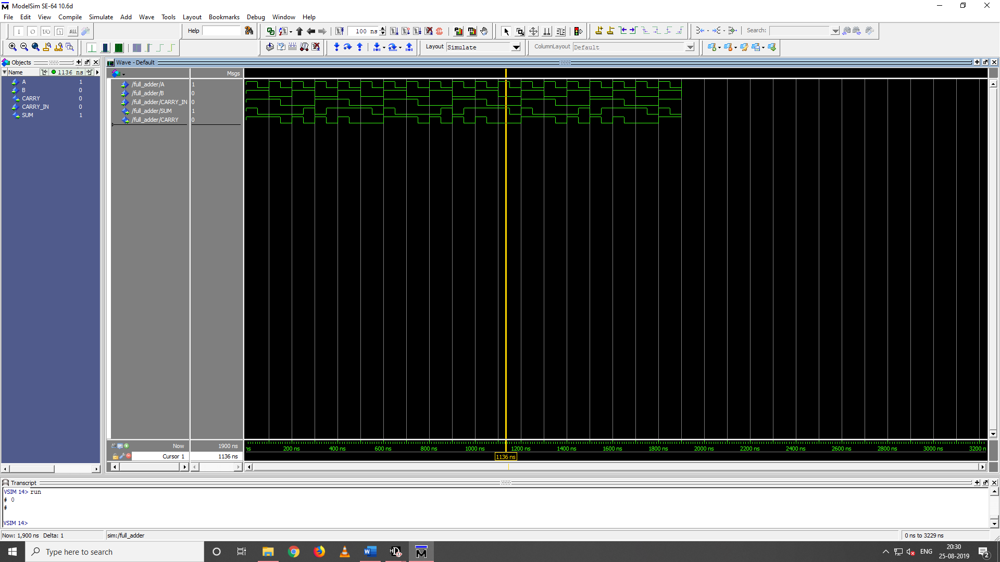 ModelSim SE-64 10.6d
File Edit View Compile Simulate Add Wave Tools Layout Bookmarks Debug Window Help
ALL Help 100 ns Search:
Layout Simulate ColumnLayout Default
Objects
Name 1136 ns
A 1
B 0
CARRY 0
CARRY_IN 0
SUM 1
Wave - Default
Msgs
/full_adder/A 1
/full_adder/B 0
/full_adder/CARRY_IN 0
/full_adder/SUM 1
/full_adder/CARRY 0
Now 1900 ns
ns 200 ns 400 ns 600 ns 800 ns 1000 ns 1200 ns 1400 ns 1600 ns 1800 ns 2000 ns 2200 ns 2400 ns 2600 ns 2800 ns 3000 ns 3200 n
Cursor 1 1136 ns
1136 ns
Transcript
VSIM 14> run
# 0
#
VSIM 14>
Now: 1,900 ns Delta: 1 sim:/full_adder 0 ns to 3229 ns
Type here to search
ENG
20:30
25-08-2019
2